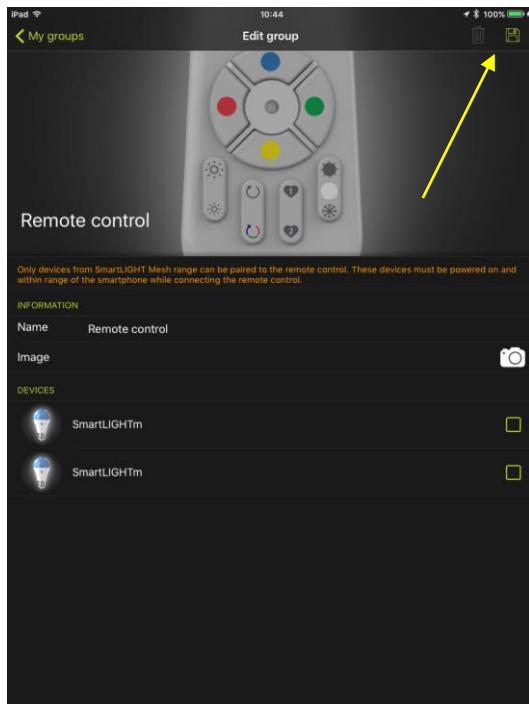 iPad 10:44 100%
My groups Edit group
1
2
Remote control
Only devices from SmartLIGHT Mesh range can be paired to the remote control. These devices must be powered on and
within range of the smartphone while connecting the remote control.
INFORMATION
Name Remote control
Image
DEVICES
SmartLIGHTm
SmartLIGHTm